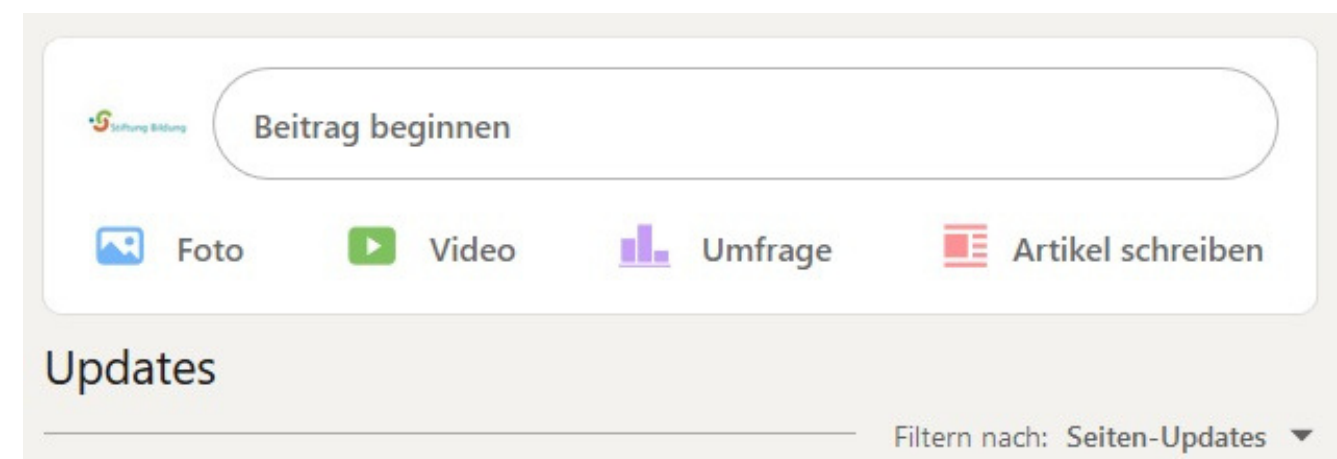 Stiftung Bildung
Beitrag beginnen
Foto Video Umfrage Artikel schreiben
Updates
Filtern nach: Seiten-Updates